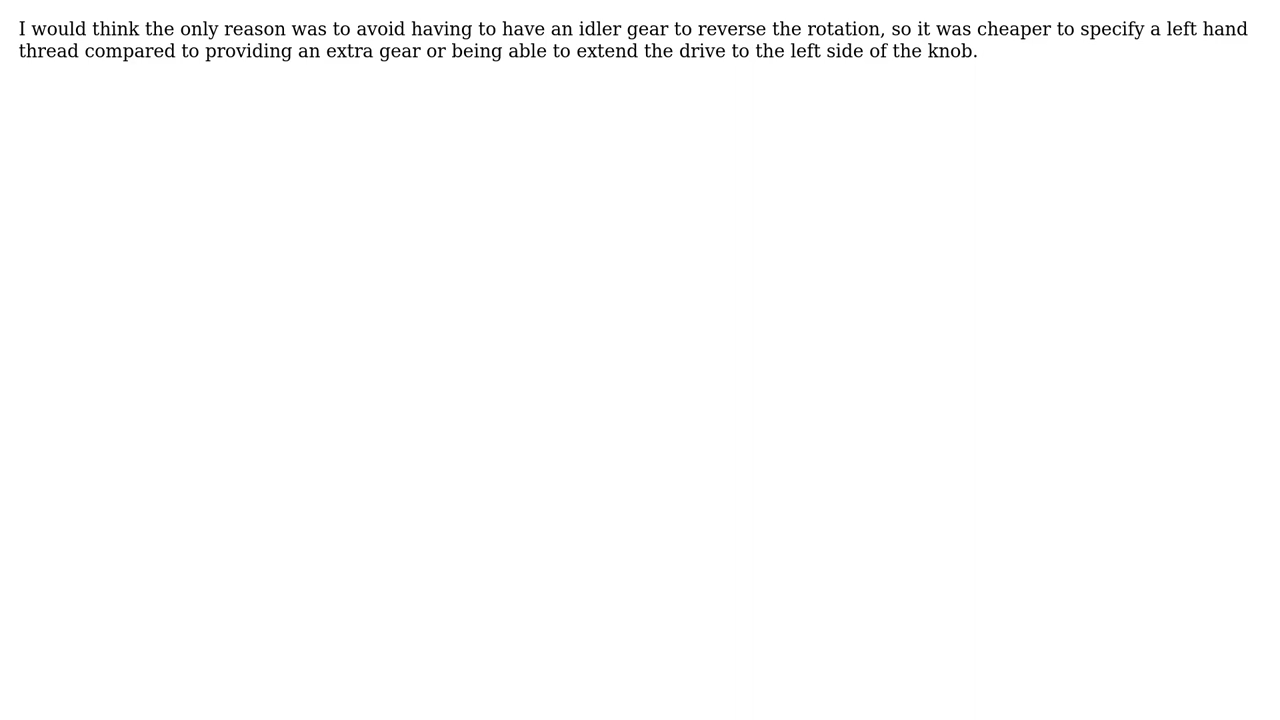 I would think the only reason was to avoid having to have an idler gear to reverse the rotation, so it was cheaper to specify a left hand
thread compared to providing an extra gear or being able to extend the drive to the left side of the knob.